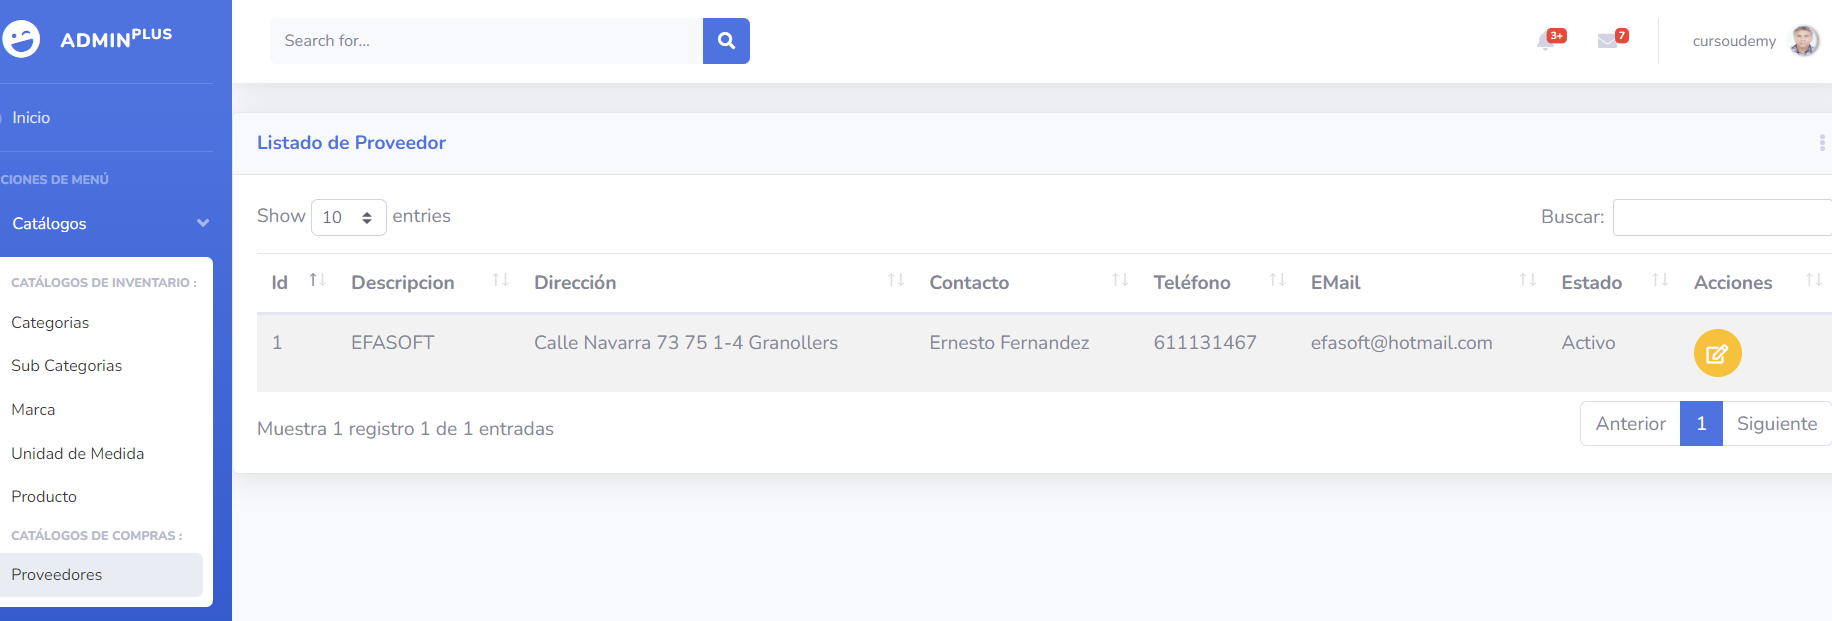 ADMINPLUS
Search for...
3+
7
cursoudemy
Inicio
CIONES DE MENÚ
Catálogos
CATÁLOGOS DE INVENTARIO :
Categorias
Sub Categorias
Marca
Unidad de Medida
Producto
CATÁLOGOS DE COMPRAS :
Proveedores
Listado de Proveedor
Show 10 entries
Buscar:
Id Descripcion Dirección Contacto Teléfono EMail Estado Acciones
1 EFASOFT Calle Navarra 73 75 1-4 Granollers Ernesto Fernandez 611131467 efasoft@hotmail.com Activo
Muestra 1 registro 1 de 1 entradas
Anterior 1 Siguiente